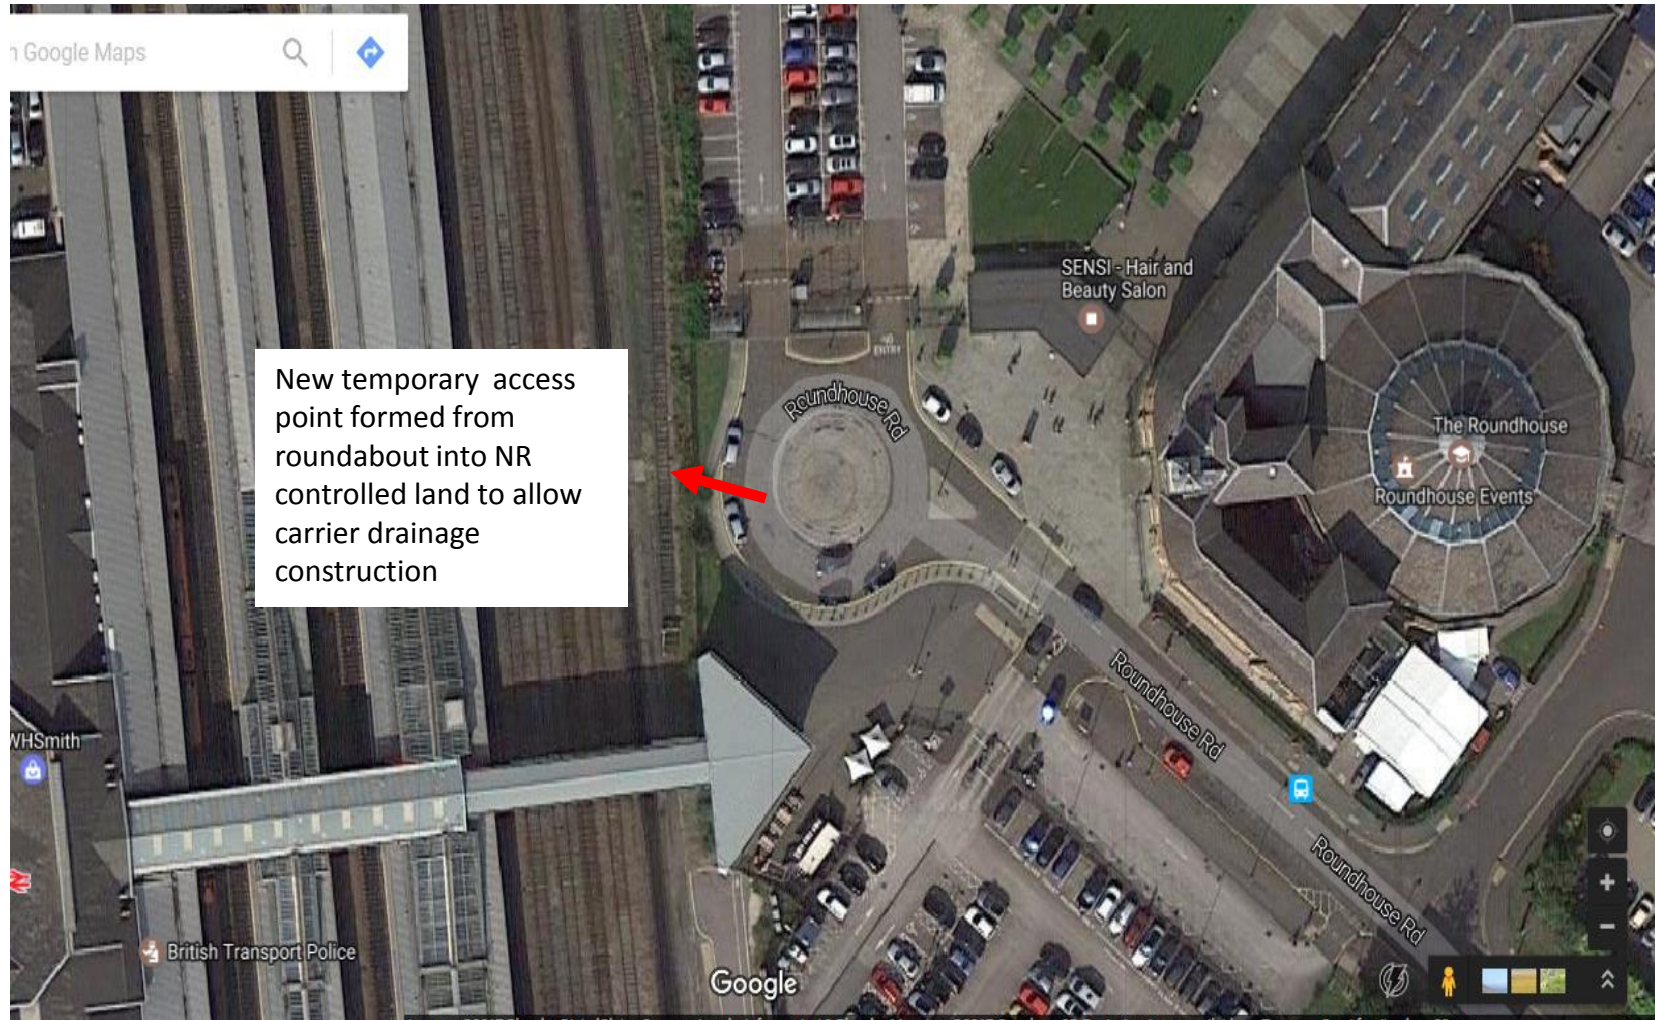 n Google Maps
SENSI - Hair and
Beauty Salon
NO
ENTRY
Roundhouse Rd
New temporary access
point formed from
roundabout into NR
controlled land to allow
carrier drainage
construction
The Roundhouse
Roundhouse Events
Roundhouse Rd
WHSmith
Roundhouse Rd
British Transport Police
Google